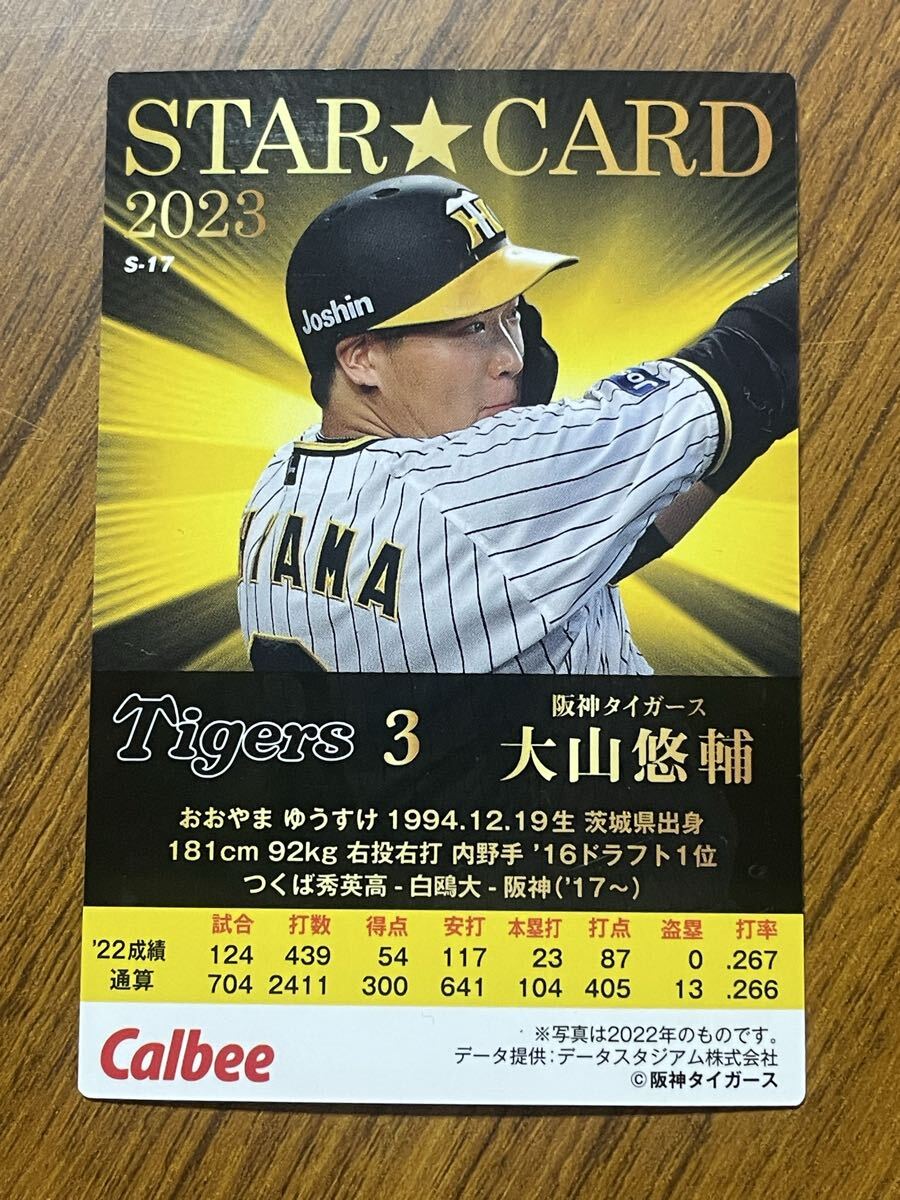 STAR★CARD
2023
S-17
H
Joshin
YAMA
Tigers 3
阪神タイガース
大山悠輔
おおやま ゆうすけ 1994.12.19生 茨城県出身
181cm 92kg 右投右打 内野手 '16ドラフト1位
つくば秀英高 - 白鴎大 - 阪神('17～)
試合 打数 得点 安打 本塁打 打点 盗塁 打率
'22成績 124 439 54 117 23 87 0 .267
通算 704 2411 300 641 104 405 13 .266
Calbee
※写真は2022年のものです。
データ提供:データスタジアム株式会社
©阪神タイガース